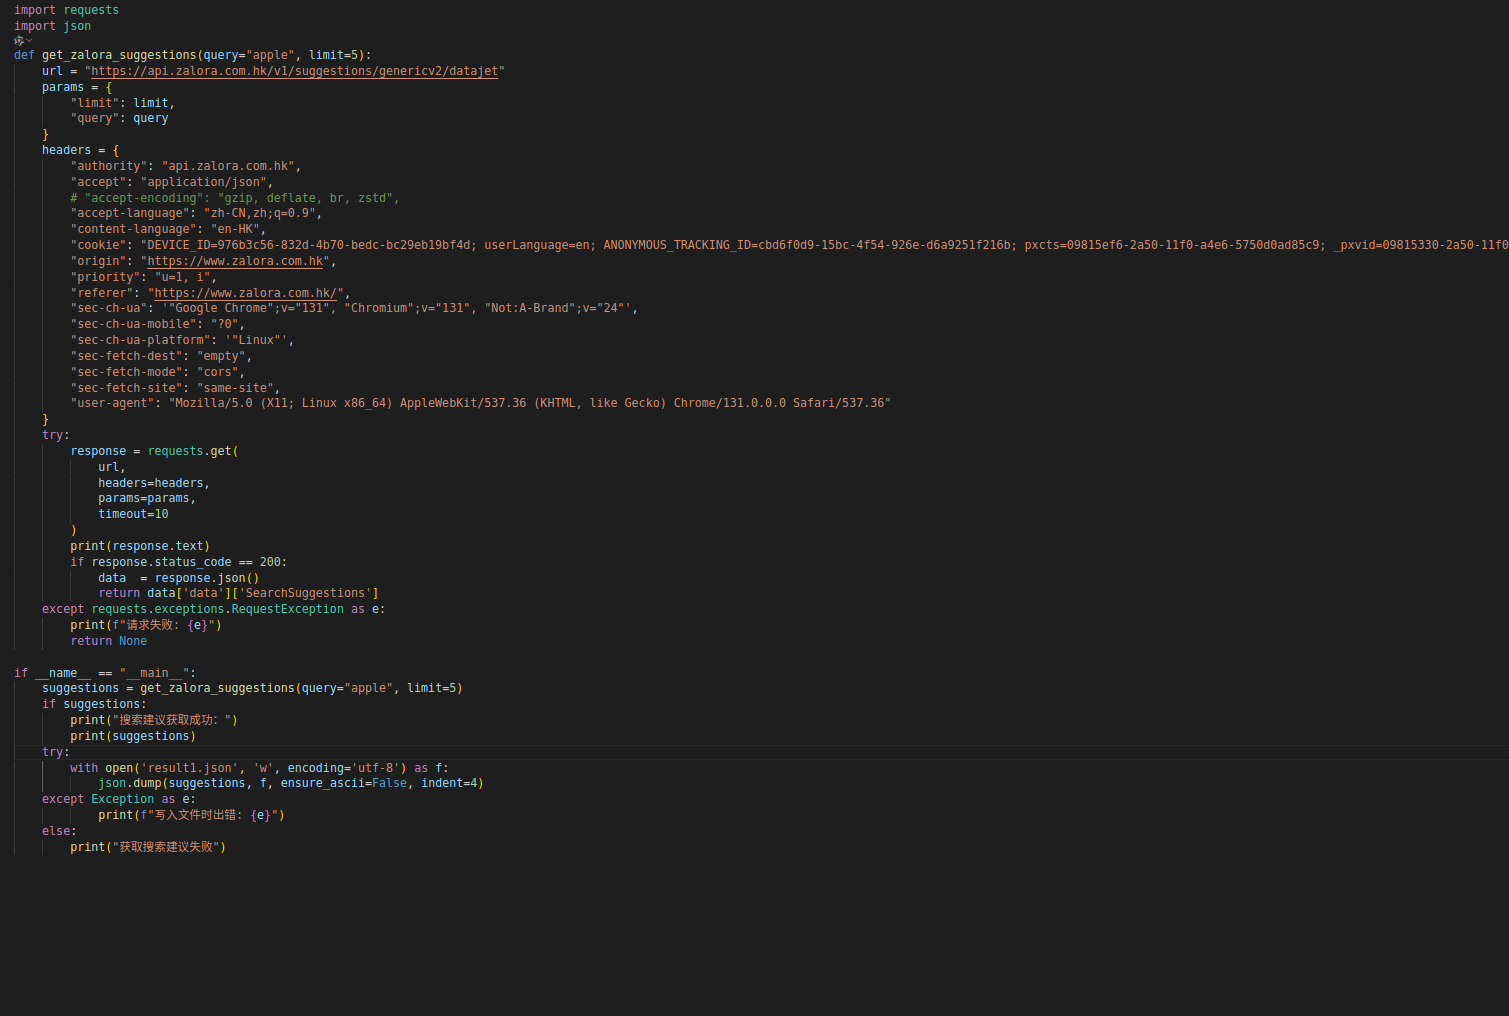 import requests
import json
def get_zalora_suggestions(query="apple", limit=5):
    url = "https://api.zalora.com.hk/v1/suggestions/genericv2/datajet"
    params = {
        "limit": limit,
        "query": query
    }
    headers = {
        "authority": "api.zalora.com.hk",
        "accept": "application/json",
        # "accept-encoding": "gzip, deflate, br, zstd",
        "accept-language": "zh-CN,zh;q=0.9",
        "content-language": "en-HK",
        "cookie": "DEVICE_ID=976b3c56-832d-4b70-bedc-bc29eb19bf4d; userLanguage=en; ANONYMOUS_TRACKING_ID=cbd6f0d9-15bc-4f54-926e-d6a9251f216b; pxcts=09815ef6-2a50-11f0-a4e6-5750d0ad85c9; _pxvid=09815330-2a50-11f0
        "origin": "https://www.zalora.com.hk",
        "priority": "u=1, i",
        "referer": "https://www.zalora.com.hk/",
        "sec-ch-ua": '"Google Chrome";v="131", "Chromium";v="131", "Not:A-Brand";v="24"',
        "sec-ch-ua-mobile": "?0",
        "sec-ch-ua-platform": '"Linux"',
        "sec-fetch-dest": "empty",
        "sec-fetch-mode": "cors",
        "sec-fetch-site": "same-site",
        "user-agent": "Mozilla/5.0 (X11; Linux x86_64) AppleWebKit/537.36 (KHTML, like Gecko) Chrome/131.0.0.0 Safari/537.36"
    }
    try:
        response = requests.get(
            url,
            headers=headers,
            params=params,
            timeout=10
        )
        print(response.text)
        if response.status_code == 200:
            data  = response.json()
            return data['data']['SearchSuggestions']
    except requests.exceptions.RequestException as e:
        print(f"请求失败: {e}")
        return None
if __name__ == "__main__":
    suggestions = get_zalora_suggestions(query="apple", limit=5)
    if suggestions:
        print("搜索建议获取成功：")
        print(suggestions)
    try:
        with open('result1.json', 'w', encoding='utf-8') as f:
            json.dump(suggestions, f, ensure_ascii=False, indent=4)
    except Exception as e:
            print(f"写入文件时出错: {e}")
    else:
        print("获取搜索建议失败")